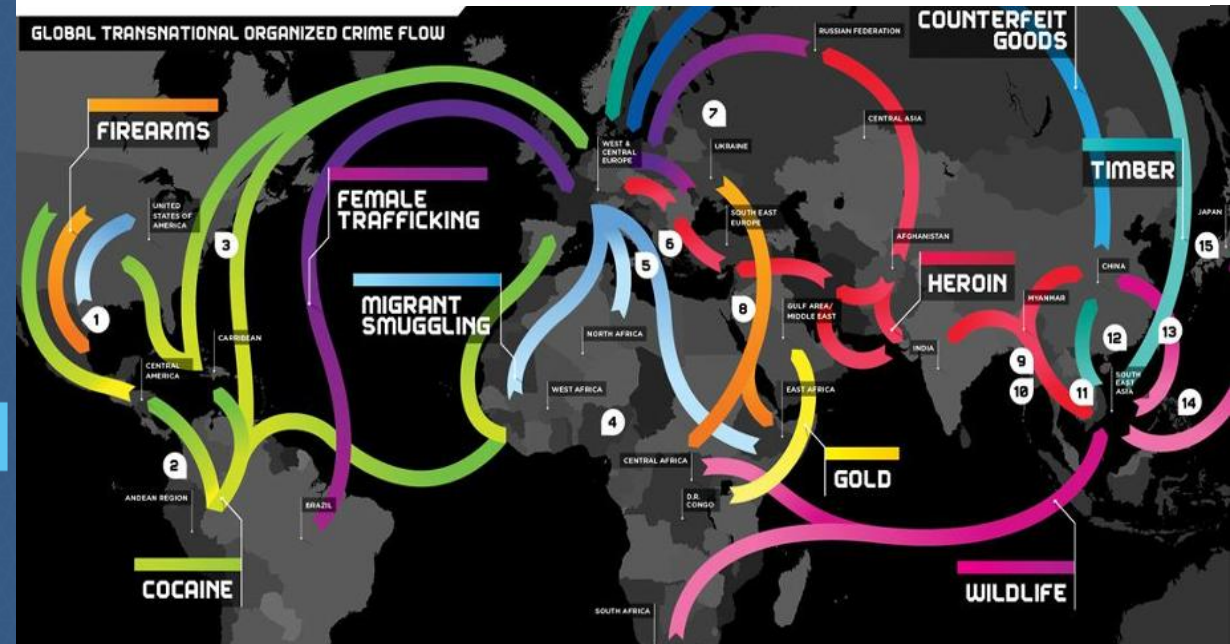 GLOBAL TRANSNATIONAL ORGANIZED CRIME FLOW
COUNTERFEIT
GOODS
RUSSIAN FEDERATION
FIREARMS
CENTRAL ASIA
7
WEST &
CENTRAL
EUROPE
UKRAINE
TIMBER
FEMALE
TRAFFICKING
UNITED
STATES OF
AMERICA
SOUTH EAST
EUROPE
JAPAN
3
AFGHANISTAN
15
6
5
HEROIN
CHINA
MIGRANT
SMUGGLING
MYANMAR
1
8
GULF AREA/
MIDDLE EAST
NORTH AFRICA
CARRIBEAN
12
13
INDIA
9
CENTRAL
AMERICA
WEST AFRICA
EAST AFRICA
SOUTH
EAST
ASIA
10
11
14
4
2
CENTRAL AFRICA
GOLD
ANDEAN REGION
BRAZIL
D.R.
CONGO
COCAINE
WILDLIFE
SOUTH AFRICA